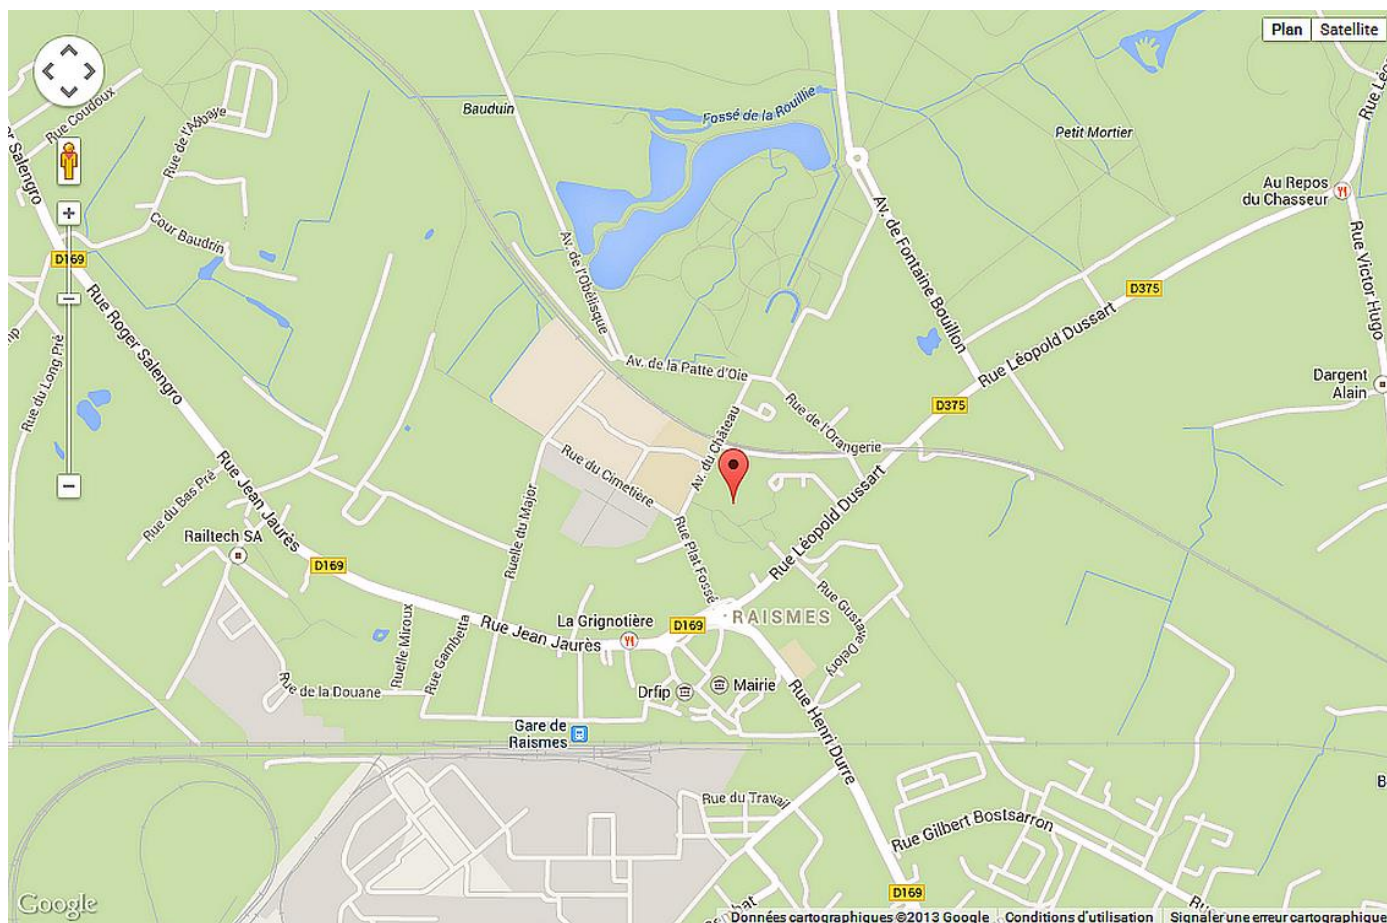 Plan
Satellite
Rue Coudoux
Rue de l'Abbaye
Bauduin
Fossé de la Rouillie
Petit Mortier
Rue Léo
Salengro
Au Repos
du Chasseur
Cour Baudrin
Av. de l'Obélisque
Av. de Fontaine Bouillon
Rue Victor Hugo
D169
D375
Rue Roger Salengro
Rue Léopold Dussart
Rue du Long Pré
Av. de la Patte d'Oie
Dargent
Alain
D375
Av. du Château
Rue de l'Orangerie
Rue du Cimetière
Rue du Bas Pré
Rue Jean Jaurès
Ruelle du Major
Rue Léopold Dussart
Railtech SA
D169
Rue Plat Fossé
Rue Gustave Delory
La Grignotière
D169
RAISMES
Rue Jean Jaurès
Ruelle Miroux
Rue Gambetta
Rue de la Douane
Drfip
Mairie
Rue Henri Durre
Gare de
Raismes
B
Rue du Travail
Rue Gilbert Bostsarron
D169
Google
Données cartographiques ©2013 Google
Conditions d'utilisation
Signaler une erreur cartographique